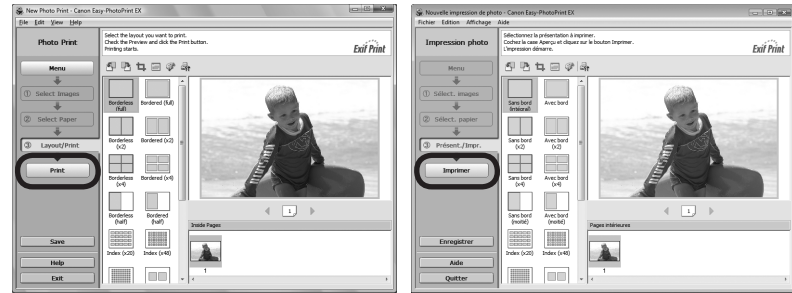 New Photo Print - Canon Easy-PhotoPrint EX
File Edit View Help
Photo Print
Select the layout you want to print.
Check the Preview and click the Print button.
Printing starts.
Exif Print
Menu
① Select Images
② Select Paper
③ Layout/Print
Print
Save
Help
Exit
Borderless (full)
Bordered (full)
Borderless (x2)
Bordered (x2)
Borderless (x4)
Bordered (x4)
Borderless (half)
Bordered (half)
Index (x20)
Index (x48)
1
Inside Pages
1
Nouvelle impression de photo - Canon Easy-PhotoPrint EX
Fichier Edition Affichage Aide
Impression photo
Sélectionnez la présentation à imprimer.
Cochez la case Aperçu et cliquez sur le bouton Imprimer.
L'impression démarre.
Exif Print
Menu
① Sélect. images
② Sélect. papier
③ Présent./Impr.
Imprimer
Enregistrer
Aide
Quitter
Sans bord (intégral)
Avec bord
Sans bord (x2)
Avec bord (x2)
Sans bord (x4)
Avec bord (x4)
Sans bord (moitié)
Avec bord (moitié)
Index (x20)
Index (x48)
1
Pages intérieures
1